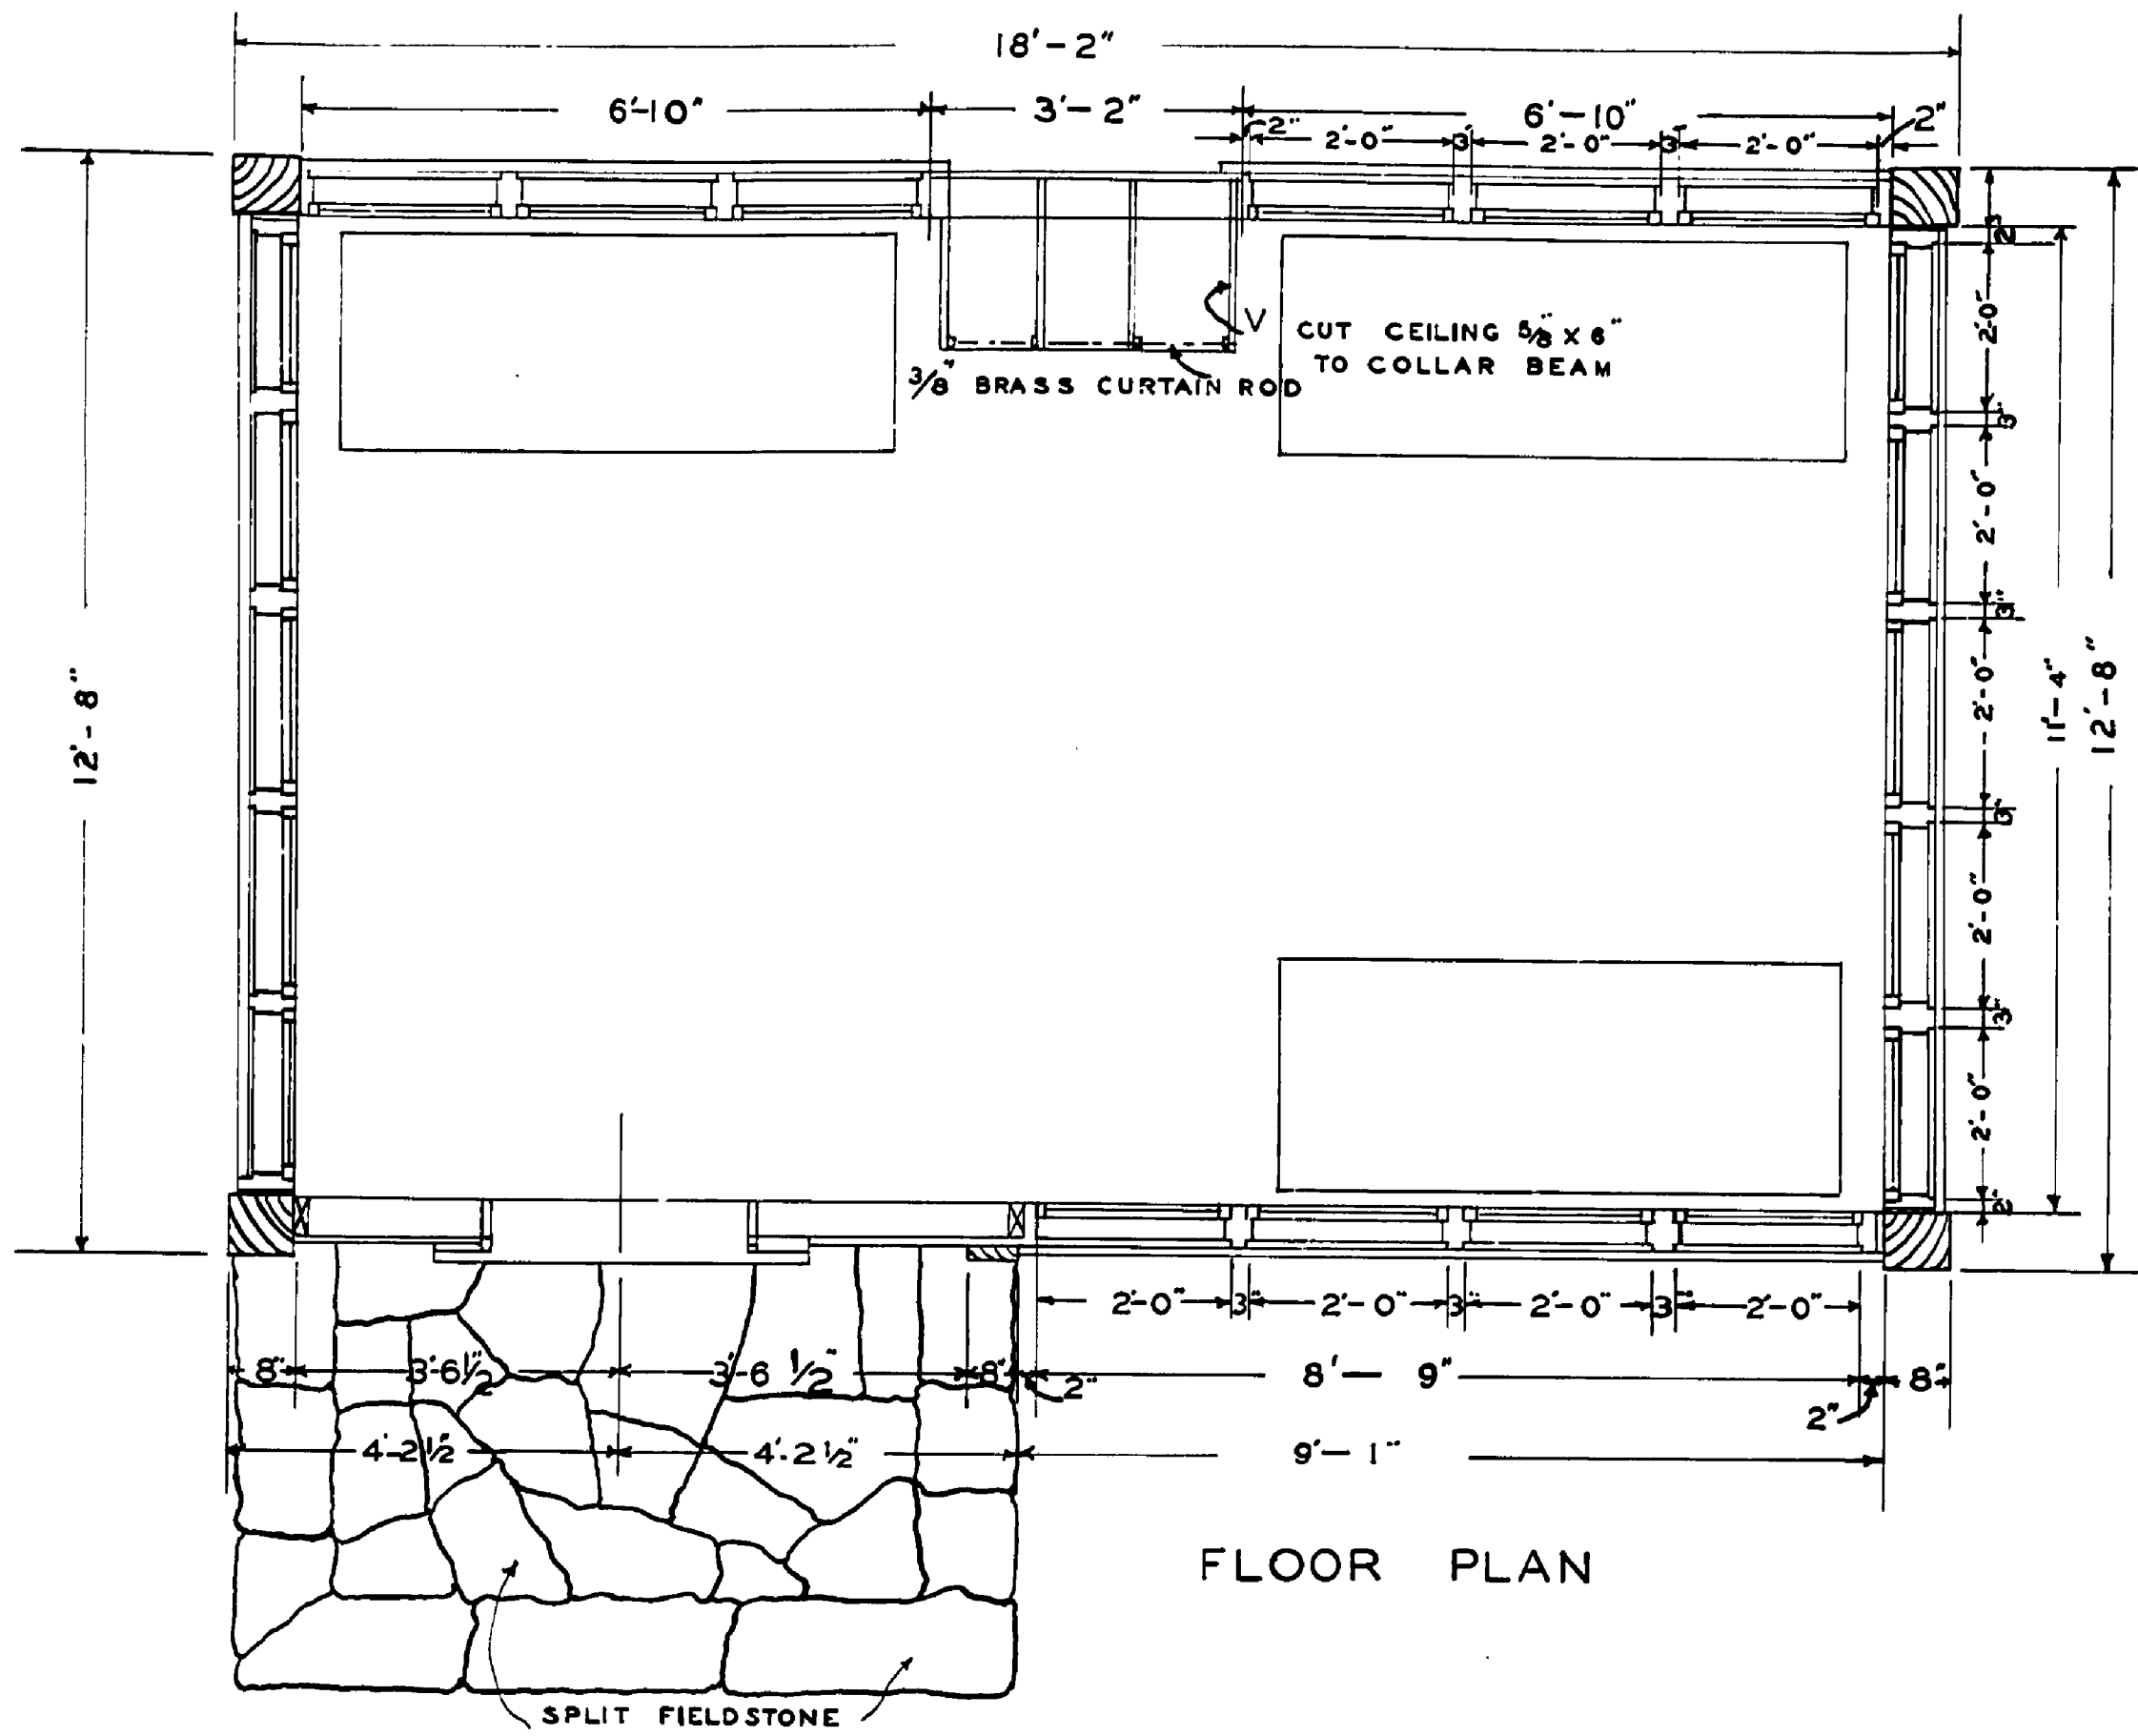 18'-2"
6'-10" 3'-2" 6'-10" 2"
2" 2'-0" 3" 2'-0" 3" 2'-0"
2"
2'-0"
V CUT CEILING 5/8" X 6"
TO COLLAR BEAM
3/8" BRASS CURTAIN ROD
3"
2'-0"
3"
12'-8" 2'-0" 11'-4" 12'-8"
3"
2'-0"
3"
2'-0"
2"
2'-0" 3" 2'-0" 3" 2'-0" 3" 2'-0"
8" 3'-6 1/2" 3'-6 1/2" 8" 2" 8'-9" 8"
2"
4'-2 1/2" 4'-2 1/2" 9'-1"
FLOOR PLAN
SPLIT FIELDSTONE